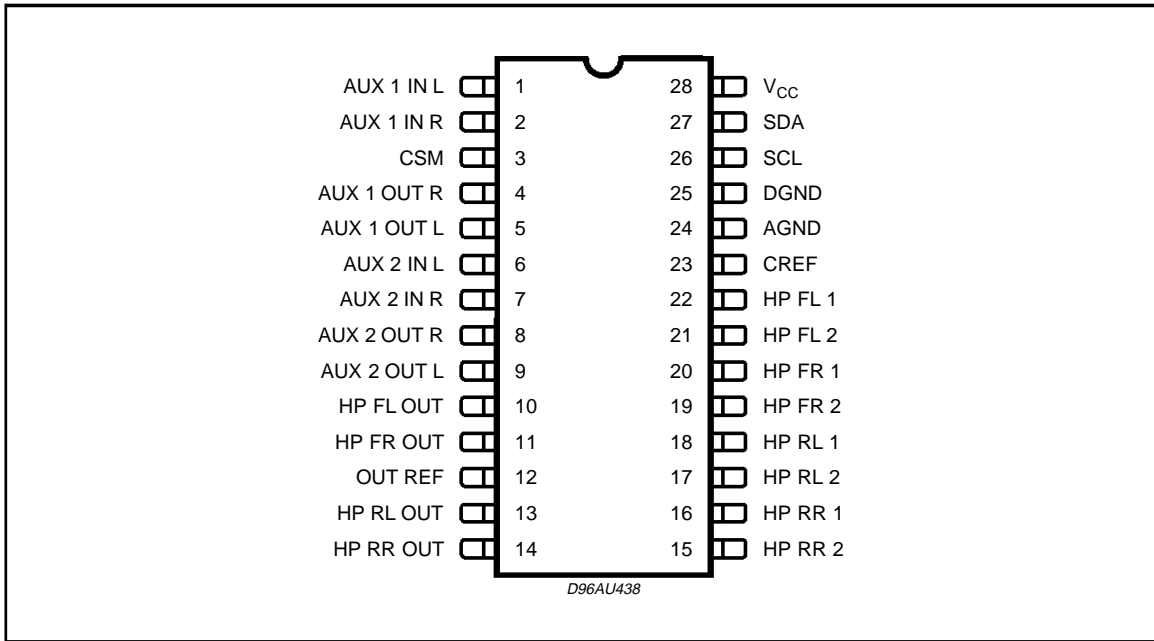 AUX 1 IN L 1 28 VCC
AUX 1 IN R 2 27 SDA
CSM 3 26 SCL
AUX 1 OUT R 4 25 DGND
AUX 1 OUT L 5 24 AGND
AUX 2 IN L 6 23 CREF
AUX 2 IN R 7 22 HP FL 1
AUX 2 OUT R 8 21 HP FL 2
AUX 2 OUT L 9 20 HP FR 1
HP FL OUT 10 19 HP FR 2
HP FR OUT 11 18 HP RL 1
OUT REF 12 17 HP RL 2
HP RL OUT 13 16 HP RR 1
HP RR OUT 14 15 HP RR 2
D96AU438